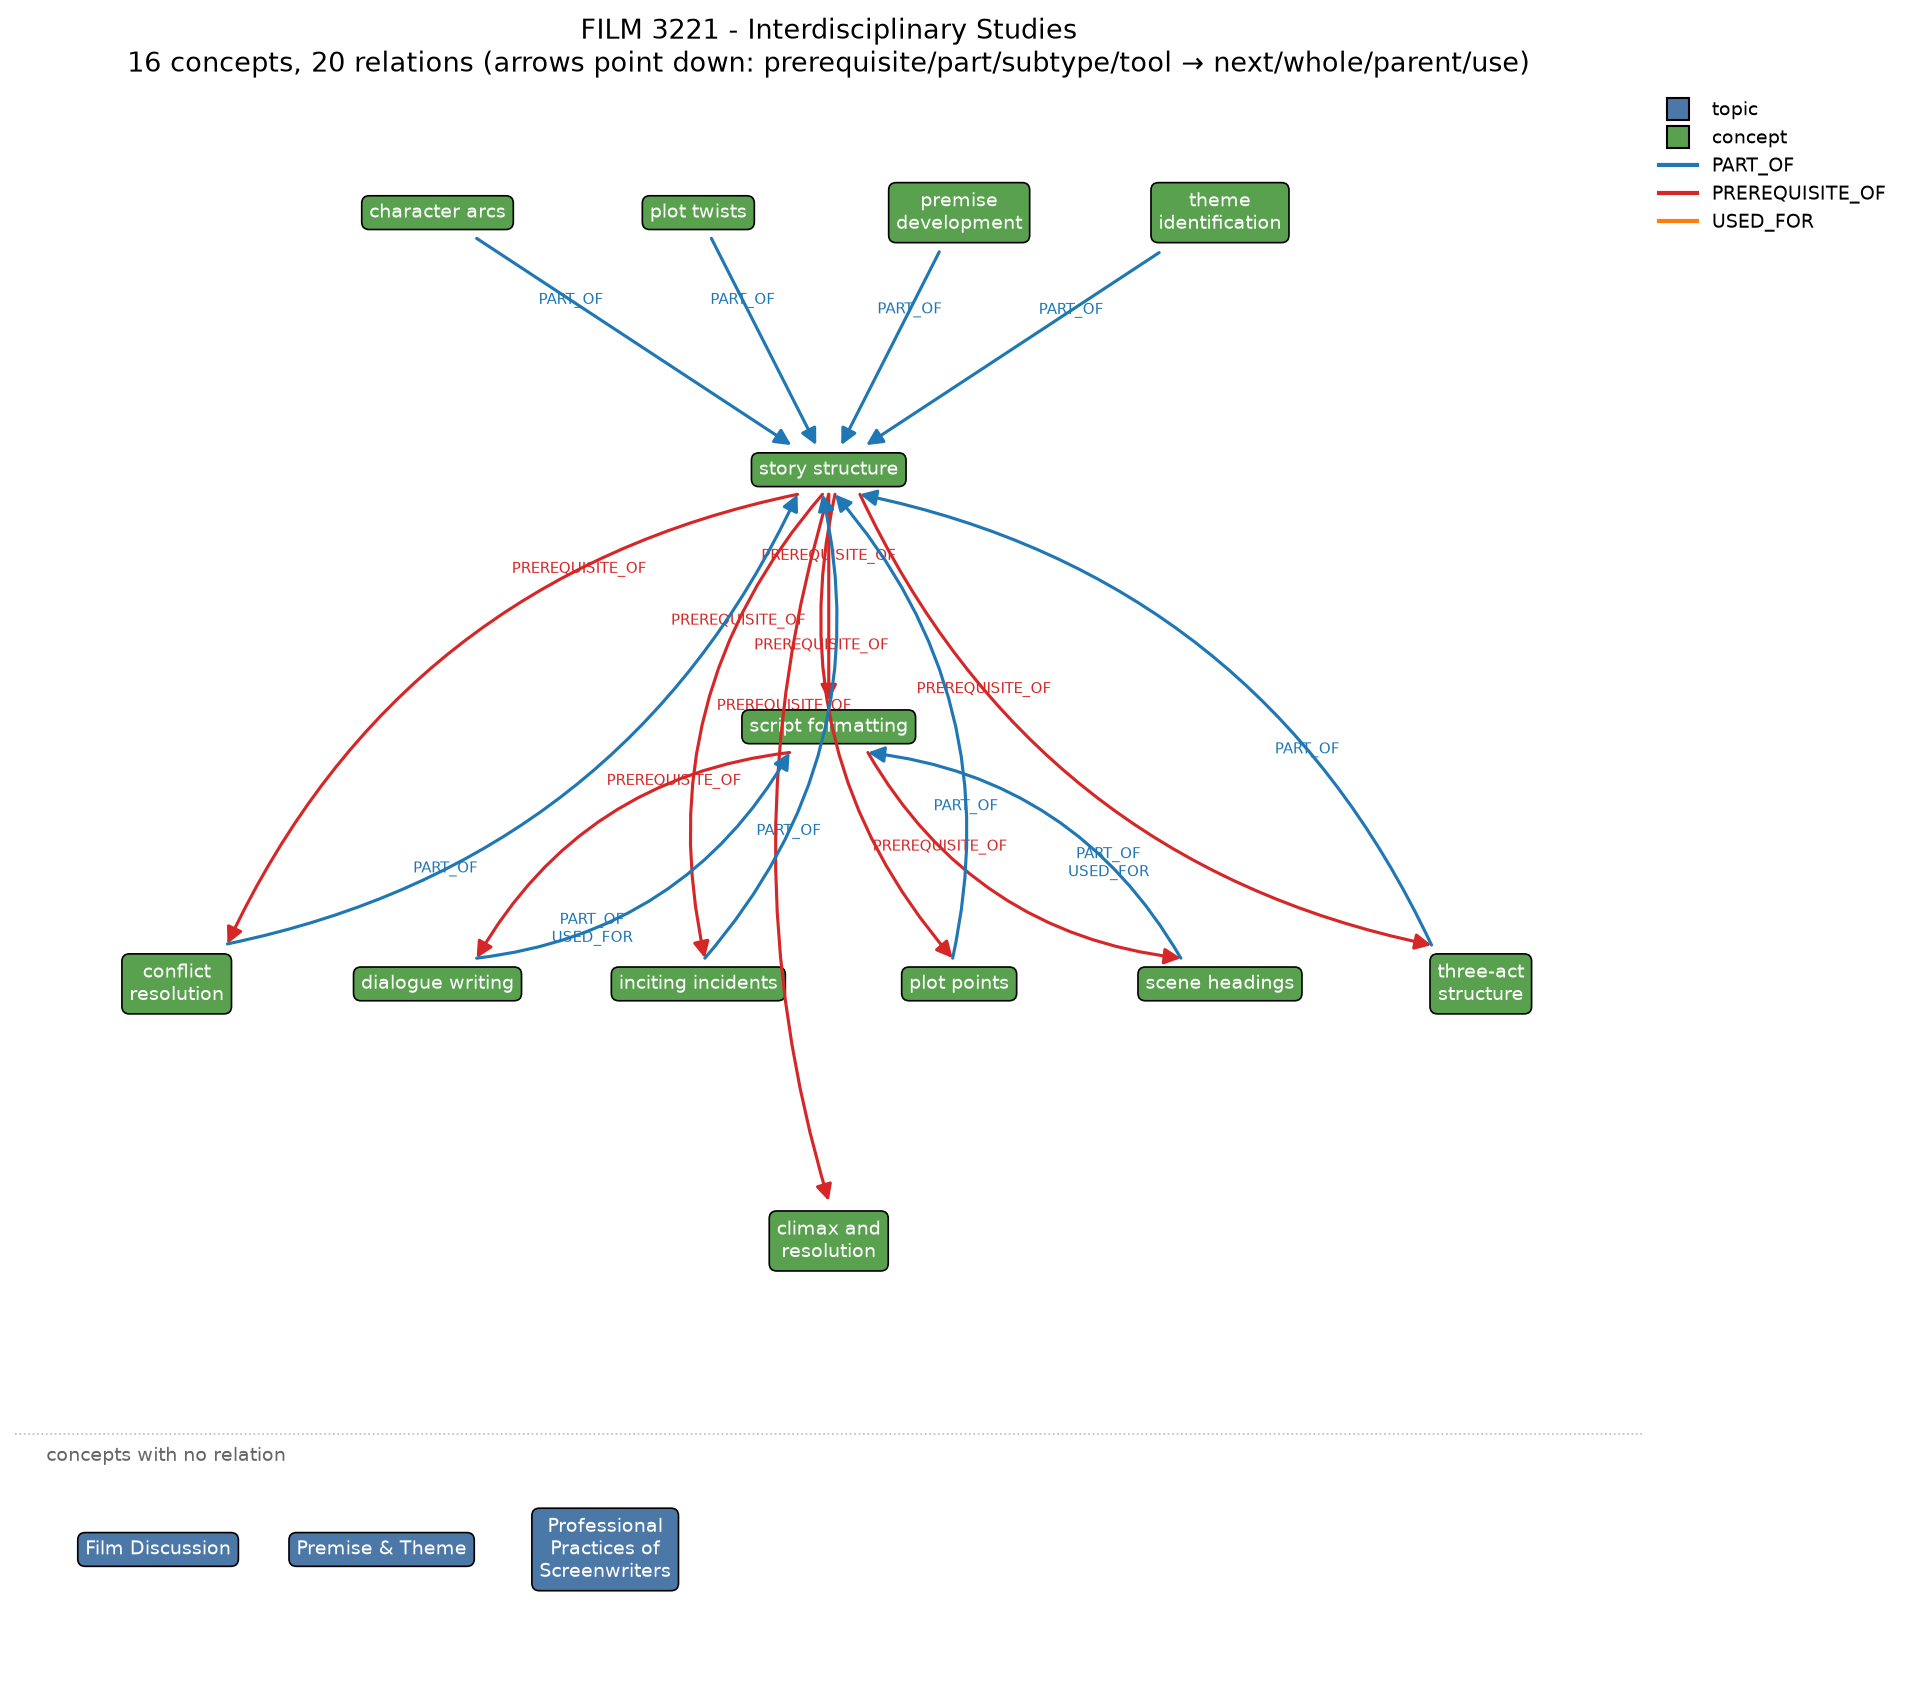 FILM 3221 - Interdisciplinary Studies
16 concepts, 20 relations (arrows point down: prerequisite/part/subtype/tool → next/whole/parent/use)
topic
concept
PART_OF
PREREQUISITE_OF
USED_FOR
character arcs
plot twists
premise
development
theme
identification
PART_OF
PART_OF
PART_OF
PART_OF
story structure
PREREQUISITE_OF
PREREQUISITE_OF
PREREQUISITE_OF
PREREQUISITE_OF
PREREQUISITE_OF
PREREQUISITE_OF
script formatting
PART_OF
PREREQUISITE_OF
PART_OF
PART_OF
PREREQUISITE_OF
PART_OF
USED_FOR
PART_OF
PART_OF
USED_FOR
conflict
resolution
dialogue writing
inciting incidents
plot points
scene headings
three-act
structure
climax and
resolution
concepts with no relation
Film Discussion
Premise & Theme
Professional
Practices of
Screenwriters